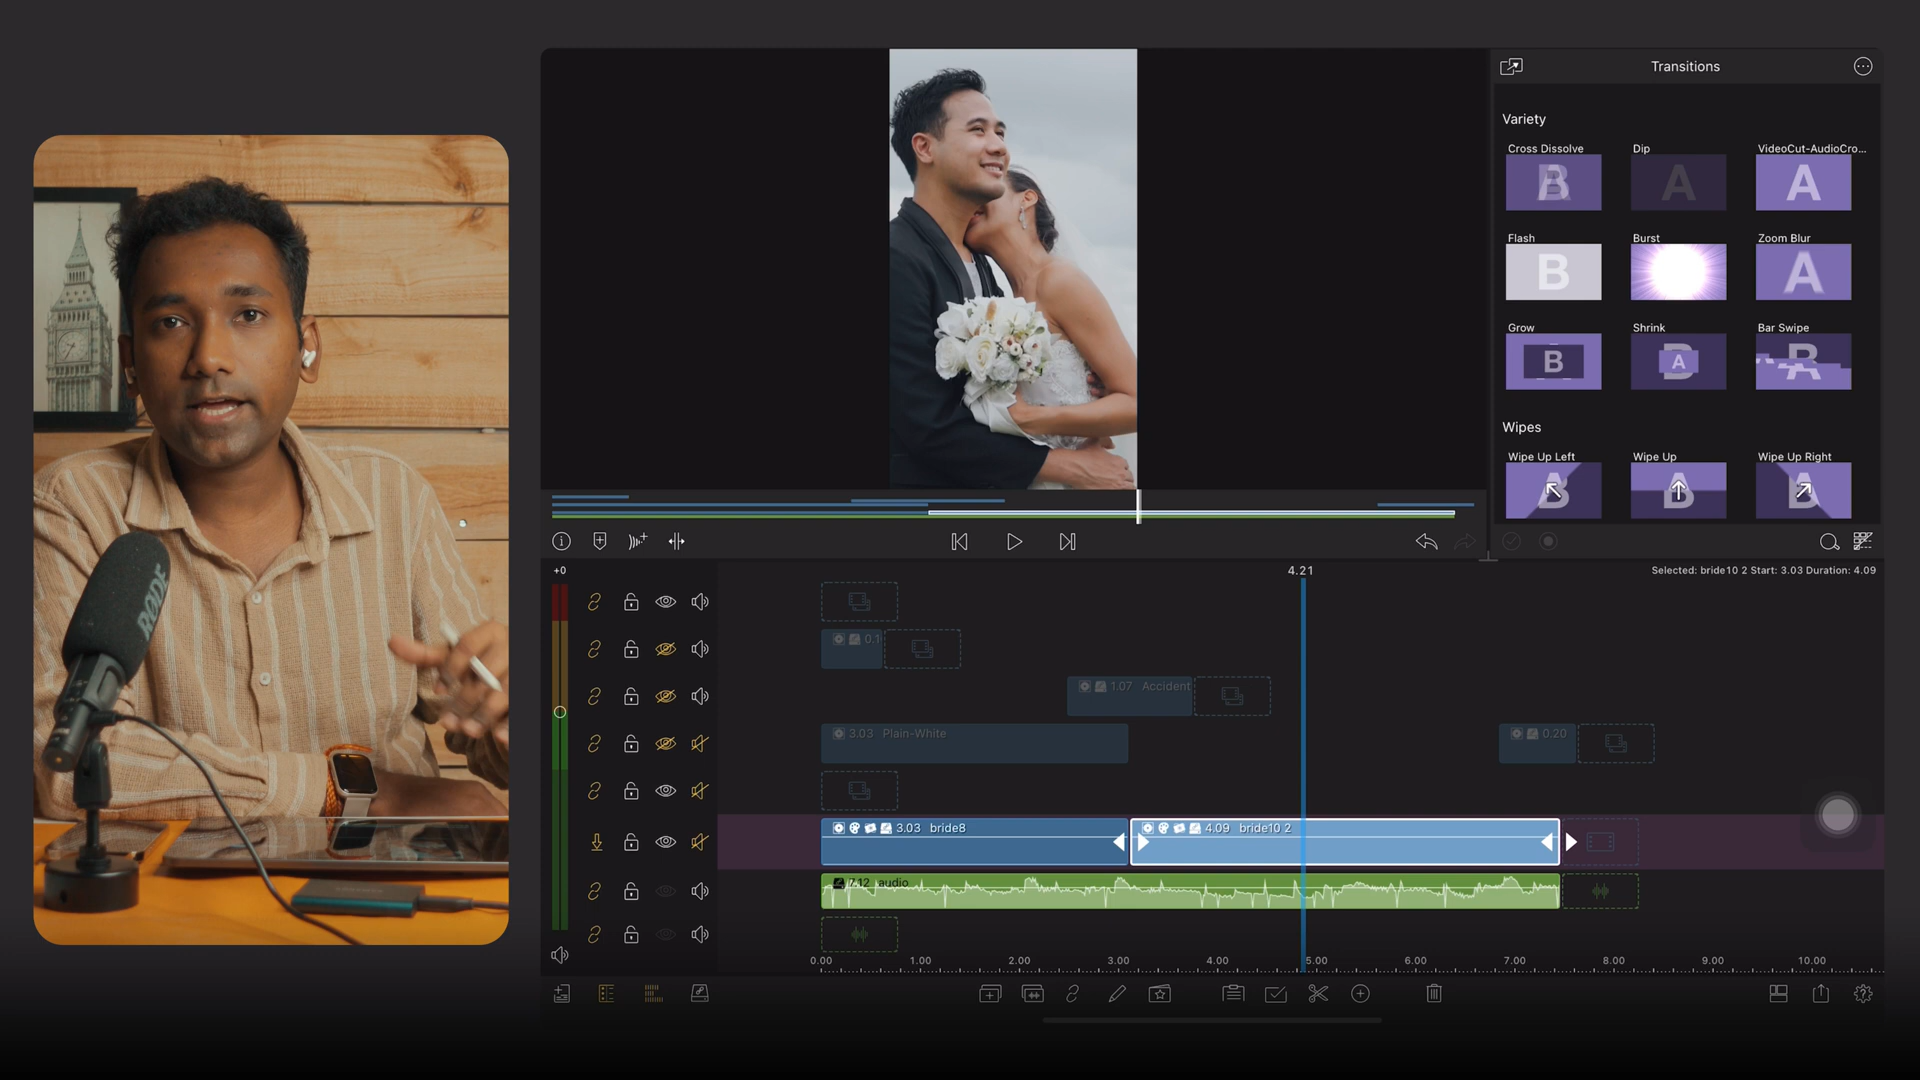 Transitions
Variety
Cross Dissolve
Dip
VideoCut-AudioCro...
B
A
A
Flash
Burst
Zoom Blur
B
A
Grow
Shrink
Bar Swipe
B
A
Wipes
Wipe Up Left
Wipe Up
Wipe Up Right
RØDE
+0
4.21
Selected: bride10 2 Start: 3.03 Duration: 4.09
0.1
1.07 Accident
3.03 Plain-White
0.20
3.03 bride8
4.09 bride10 2
audio
0.00 1.00 2.00 3.00 4.00 5.00 6.00 7.00 8.00 9.00 10.00